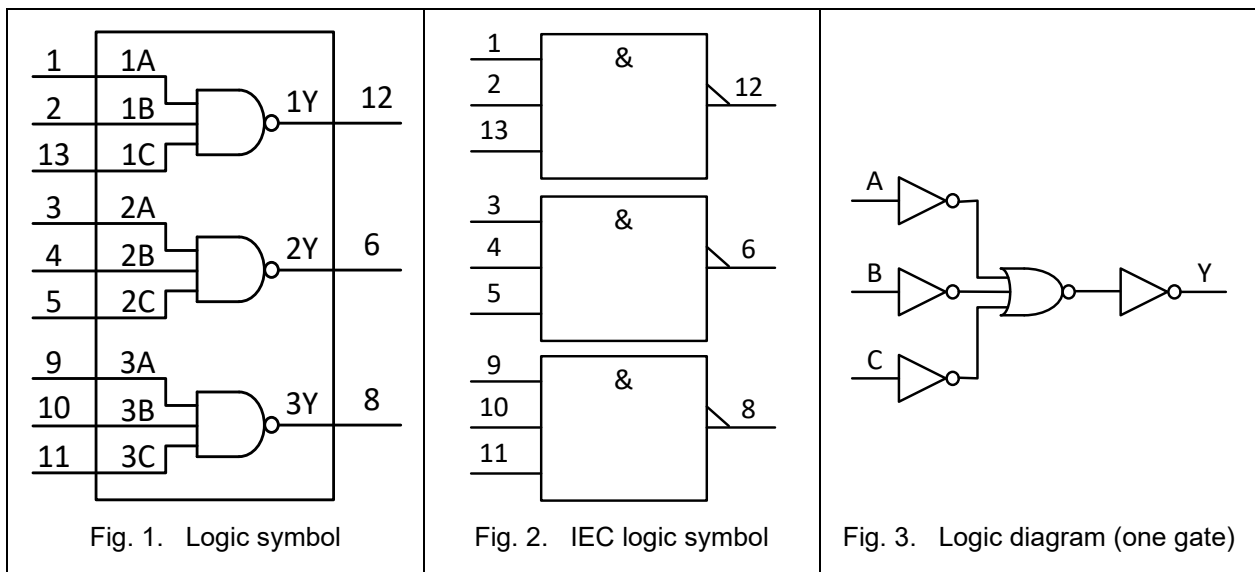 1 1A
2 1B 1Y 12
13 1C
3 2A
4 2B 2Y 6
5 2C
9 3A
10 3B 3Y 8
11 3C
Fig. 1. Logic symbol
1 &
2 12
13
3 &
4 6
5
9 &
10 8
11
Fig. 2. IEC logic symbol
A
B Y
C
Fig. 3. Logic diagram (one gate)